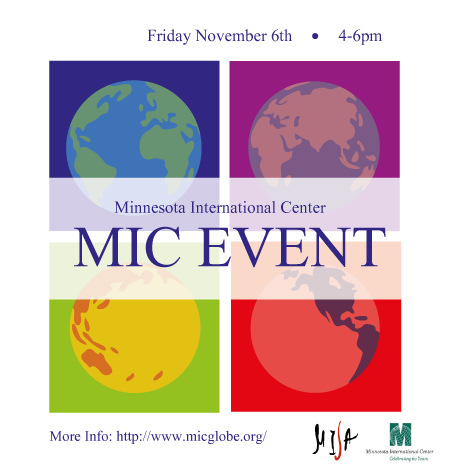 Friday November 6th • 4-6pm
Minnesota International Center
MIC EVENT
More Info: http://www.micglobe.org/
MISA
M
Minnesota International Center
Celebrating 60 Years